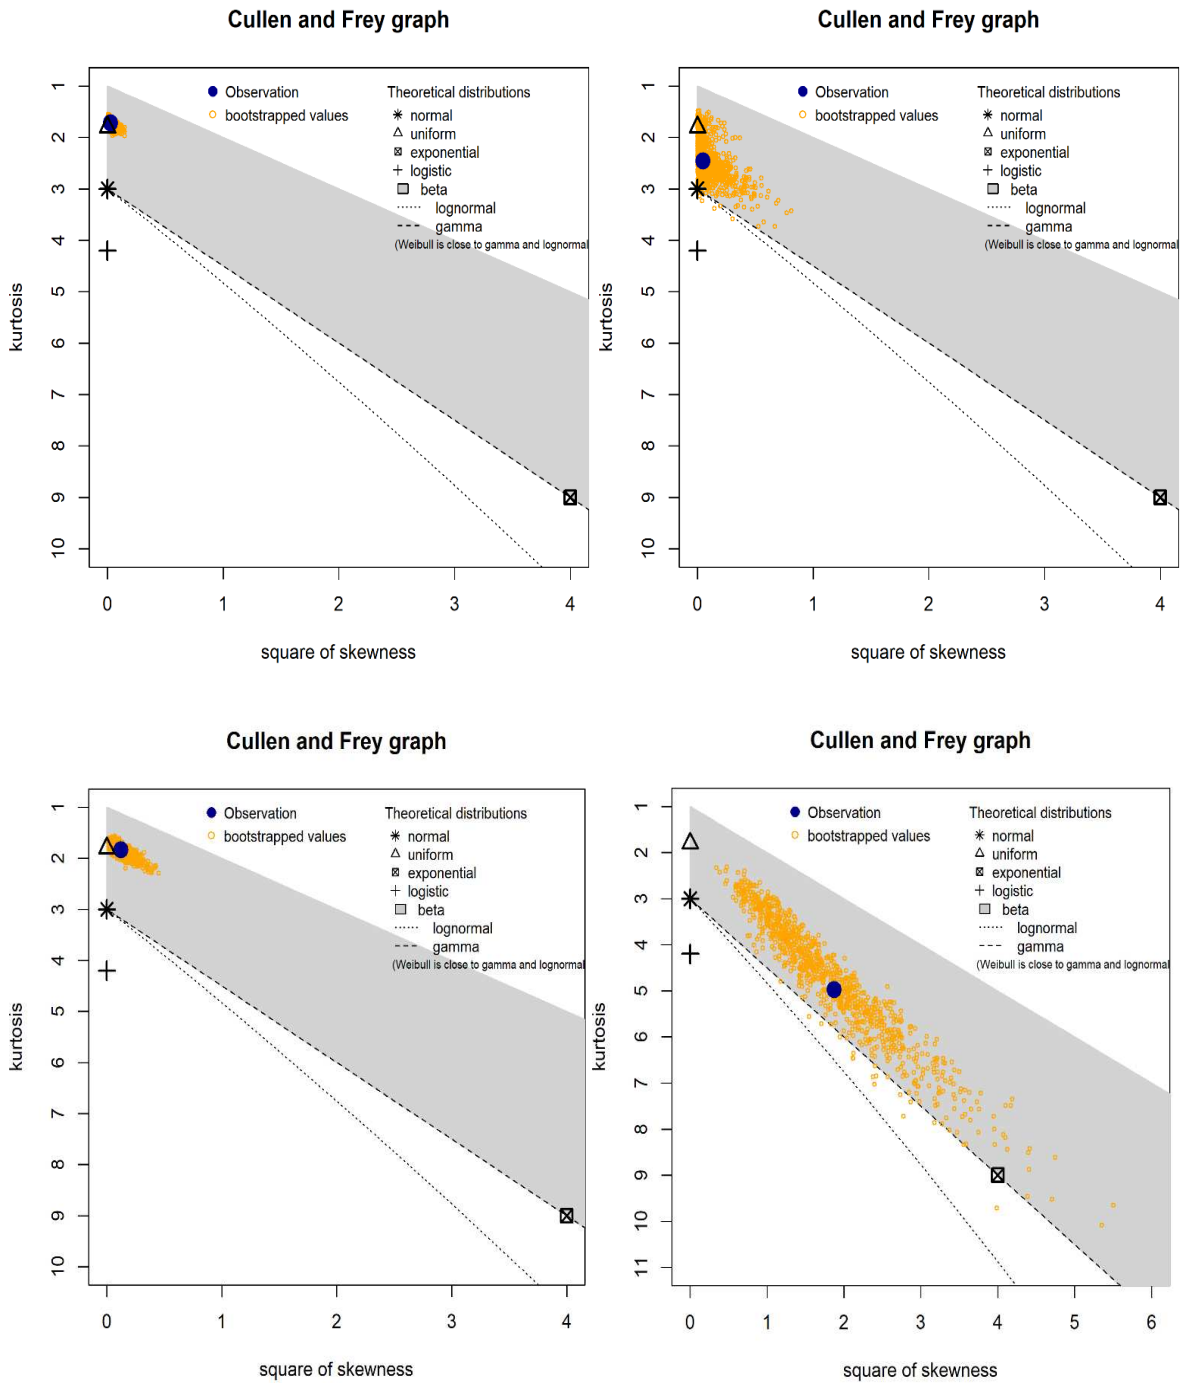 Cullen and Frey graph
Observation
bootstrapped values
Theoretical distributions
normal
uniform
exponential
logistic
beta
lognormal
gamma
(Weibull is close to gamma and lognormal
kurtosis
1
2
3
4
5
6
7
8
9
10
0 1 2 3 4
square of skewness
Cullen and Frey graph
Observation
bootstrapped values
Theoretical distributions
normal
uniform
exponential
logistic
beta
lognormal
gamma
(Weibull is close to gamma and lognormal
kurtosis
1
2
3
4
5
6
7
8
9
10
0 1 2 3 4
square of skewness
Cullen and Frey graph
Observation
bootstrapped values
Theoretical distributions
normal
uniform
exponential
logistic
beta
lognormal
gamma
(Weibull is close to gamma and lognormal
kurtosis
1
2
3
4
5
6
7
8
9
10
0 1 2 3 4
square of skewness
Cullen and Frey graph
Observation
bootstrapped values
Theoretical distributions
normal
uniform
exponential
logistic
beta
lognormal
gamma
(Weibull is close to gamma and lognormal
kurtosis
1
2
3
4
5
6
7
8
9
10
11
0 1 2 3 4 5 6
square of skewness